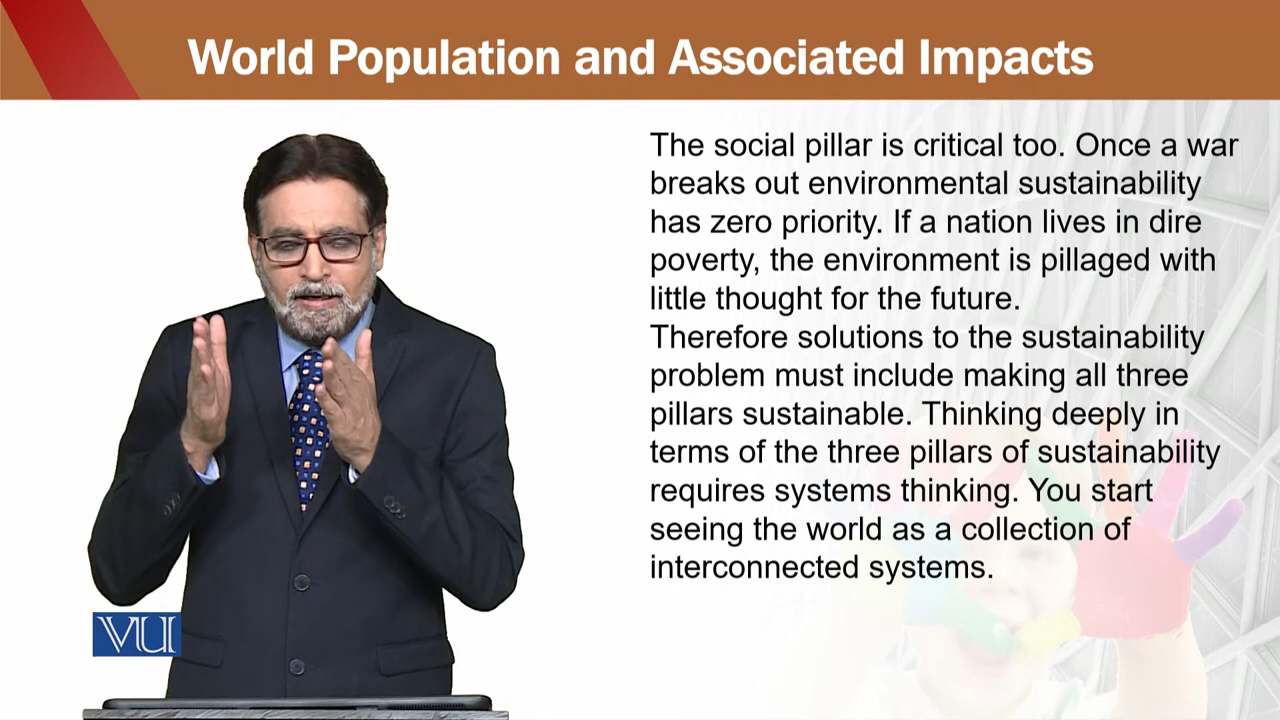 World Population and Associated Impacts
The social pillar is critical too. Once a war
breaks out environmental sustainability
has zero priority. If a nation lives in dire
poverty, the environment is pillaged with
little thought for the future.
Therefore solutions to the sustainability
problem must include making all three
pillars sustainable. Thinking deeply in
terms of the three pillars of sustainability
requires systems thinking. You start
seeing the world as a collection of
interconnected systems.
VU